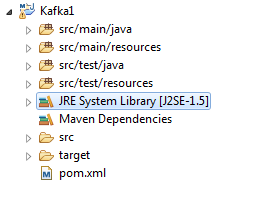 Kafka1
src/main/java
src/main/resources
src/test/java
src/test/resources
JRE System Library [J2SE-1.5]
Maven Dependencies
src
target
pom.xml